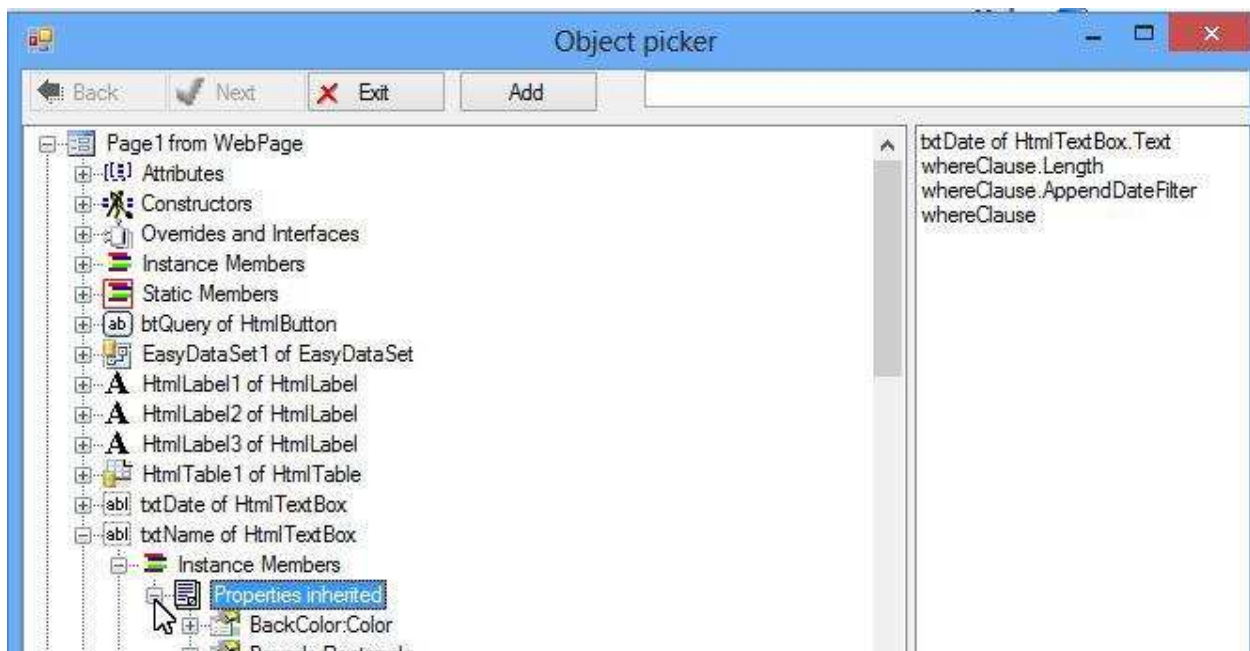 Object picker
Back Next Exit Add
Page1 from WebPage
Attributes
Constructors
Overrides and Interfaces
Instance Members
Static Members
btQuery of HtmlButton
EasyDataSet1 of EasyDataSet
HtmlLabel1 of HtmlLabel
HtmlLabel2 of HtmlLabel
HtmlLabel3 of HtmlLabel
HtmlTable1 of HtmlTable
txtDate of HtmlTextBox
txtName of HtmlTextBox
Instance Members
Properties inherited
BackColor:Color
txtDate of HtmlTextBox.Text
whereClause.Length
whereClause.AppendDateFilter
whereClause